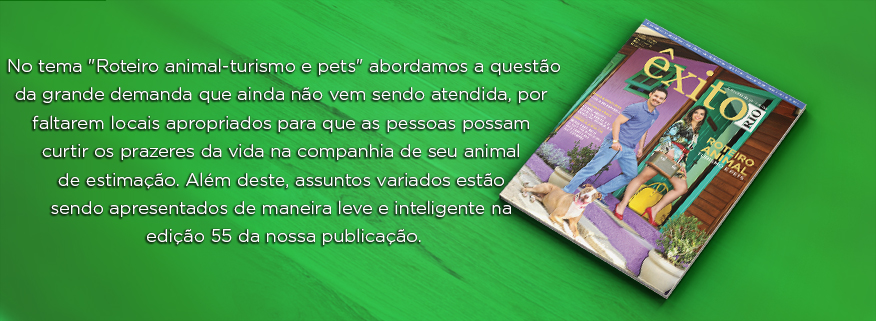 No tema "Roteiro animal-turismo e pets" abordamos a questão
da grande demanda que ainda não vem sendo atendida, por
faltarem locais apropriados para que as pessoas possam
curtir os prazeres da vida na companhia de seu animal
de estimação. Além deste, assuntos variados estão
sendo apresentados de maneira leve e inteligente na
edição 55 da nossa publicação.
êxito
RIO
ROTEIRO
ANIMAL